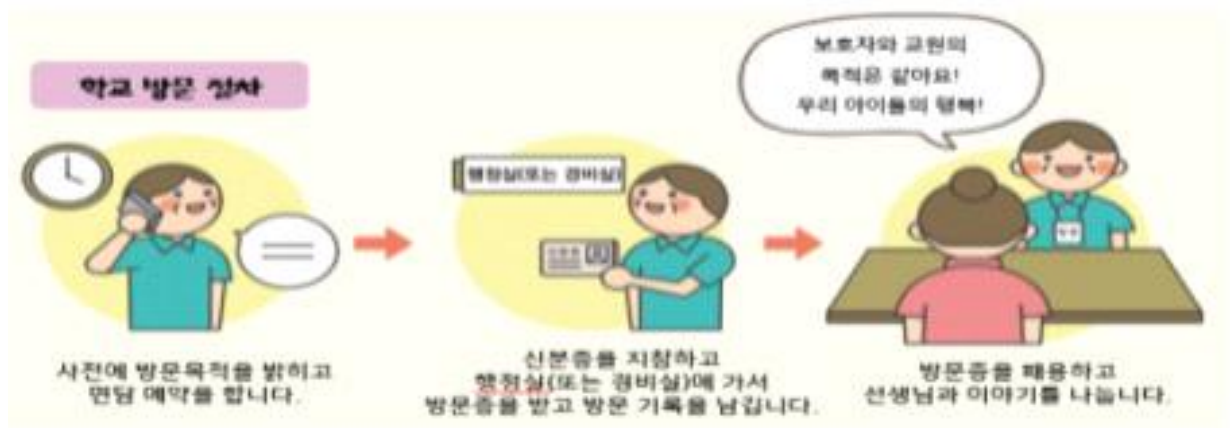 학교 방문 절차
보호자와 교원의
목적은 같아요!
우리 아이들의 행복!
행정실(또는 경비실)
사전에 방문목적을 밝히고
면담 예약을 합니다.
신분증을 지참하고
행정실(또는 경비실)에 가서
방문증을 받고 방문 기록을 남깁니다.
방문증을 패용하고
선생님과 이야기를 나눕니다.